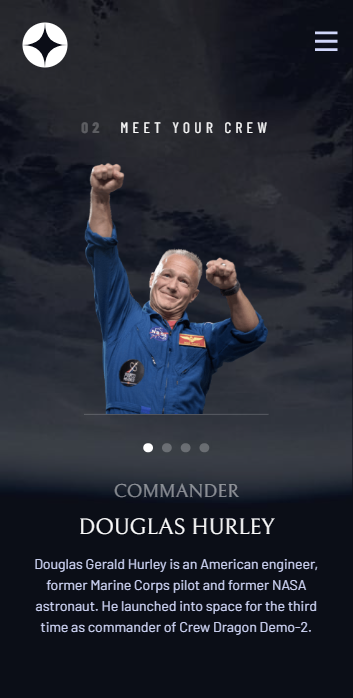 02 MEET YOUR CREW
COMMANDER
DOUGLAS HURLEY
Douglas Gerald Hurley is an American engineer,
former Marine Corps pilot and former NASA
astronaut. He launched into space for the third
time as commander of Crew Dragon Demo-2.